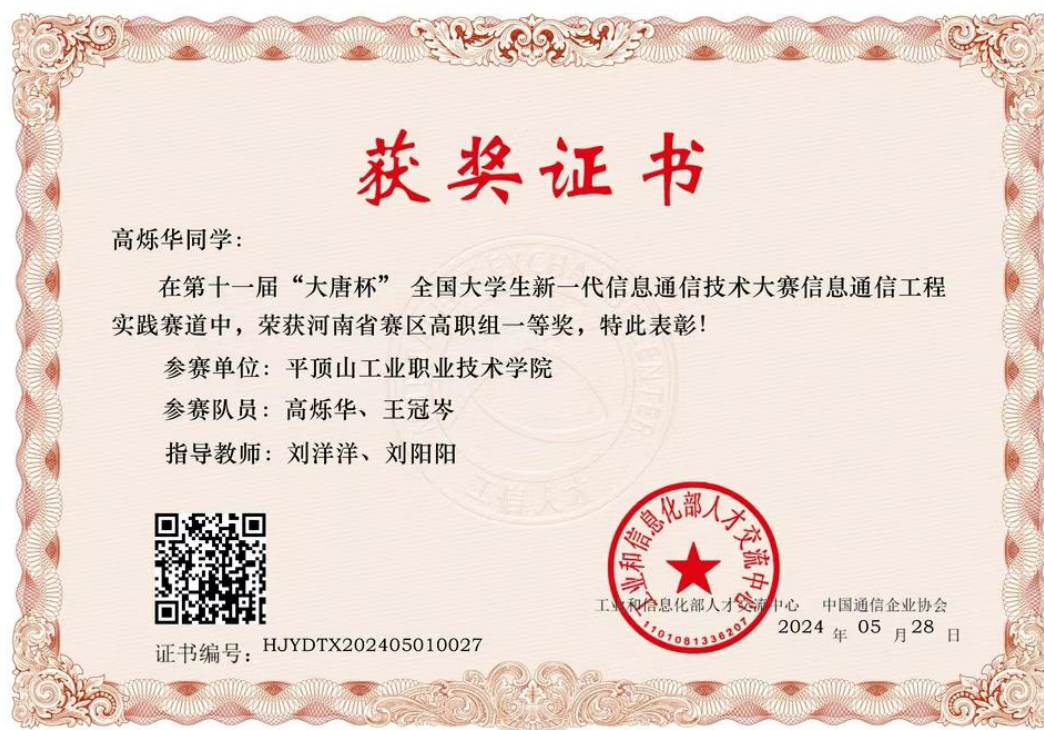 获奖证书
高烁华同学：
在第十一届“大唐杯” 全国大学生新一代信息通信技术大赛信息通信工程
实践赛道中，荣获河南省赛区高职组一等奖，特此表彰！
参赛单位：平顶山工业职业技术学院
参赛队员：高烁华、王冠岑
指导教师：刘洋洋、刘阳阳
工业和信息化部人才交流中心
1101081336207
工业和信息化部人才交流中心 中国通信企业协会
2024 年 05 月 28 日
证书编号：HJYDTX202405010027